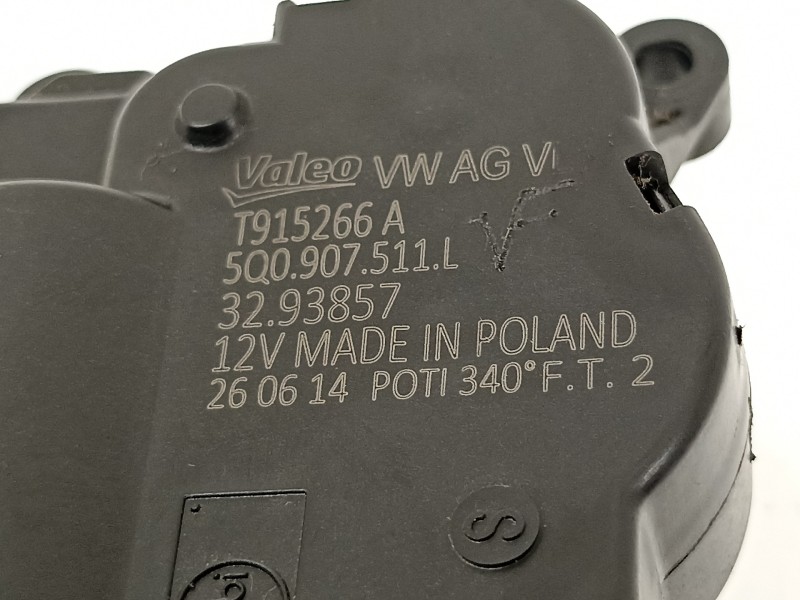 Valeo VW AG V
T915266 A
5Q0.907.511.L
VF
32.93857
12V MADE IN POLAND
26 06 14 POTI 340° F.T. 2
S